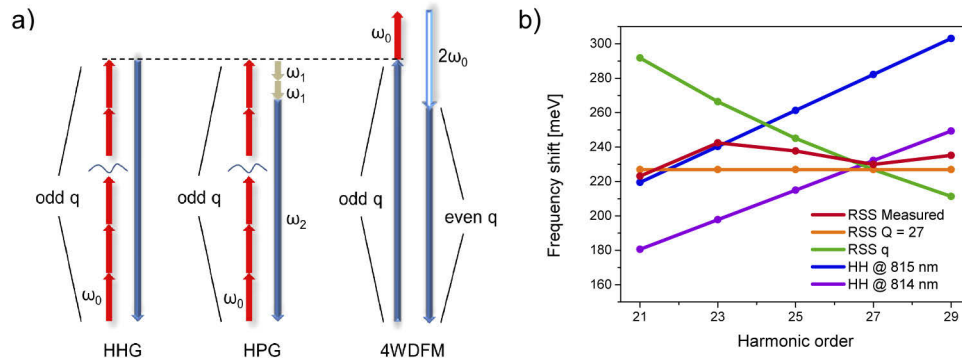 a)
ω₀
2ω₀
ω₁
ω₁
odd q
odd q
odd q
even q
ω₂
ω₀
ω₀
HHG
HPG
4WDFM
b)
Frequency shift [meV]
300
280
260
240
220
200
180
160
RSS Measured
RSS Q = 27
RSS q
HH @ 815 nm
HH @ 814 nm
21
23
25
27
29
Harmonic order